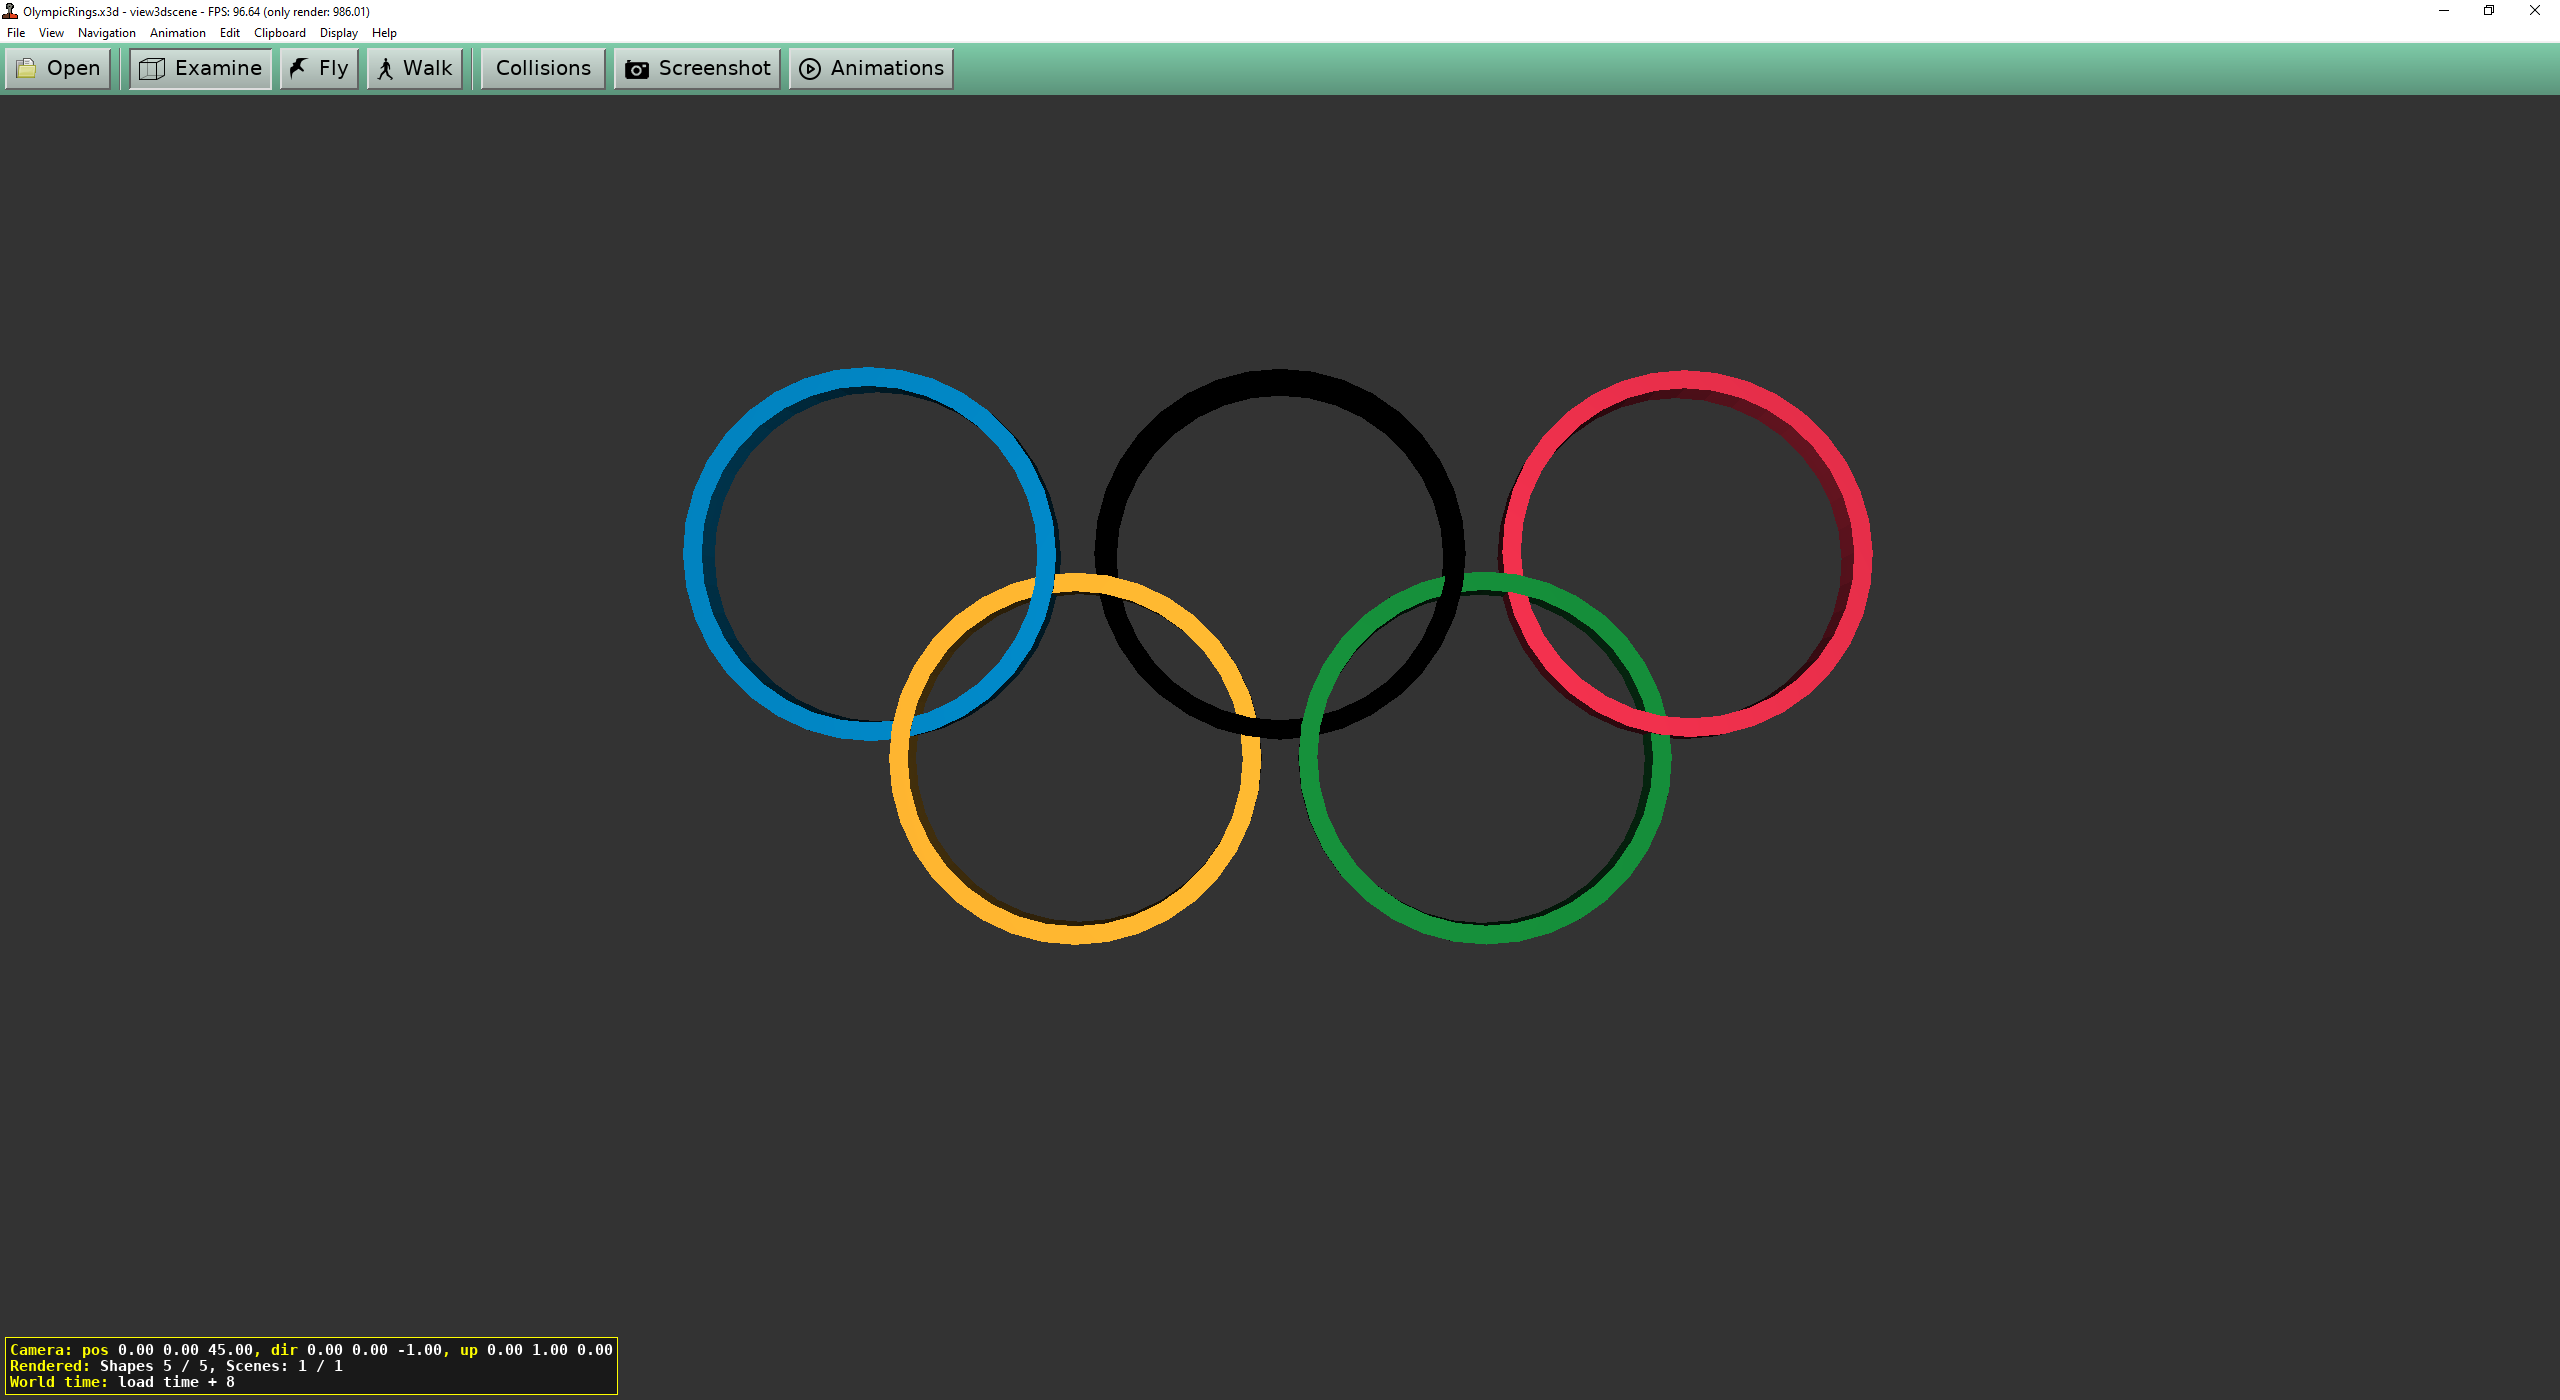 OlympicRings.x3d - view3dscene - FPS: 96.64 (only render: 986.01)
File View Navigation Animation Edit Clipboard Display Help
Open Examine Fly Walk Collisions Screenshot Animations
Camera: pos 0.00 0.00 45.00, dir 0.00 0.00 -1.00, up 0.00 1.00 0.00
Rendered: Shapes 5 / 5, Scenes: 1 / 1
World time: load time + 8